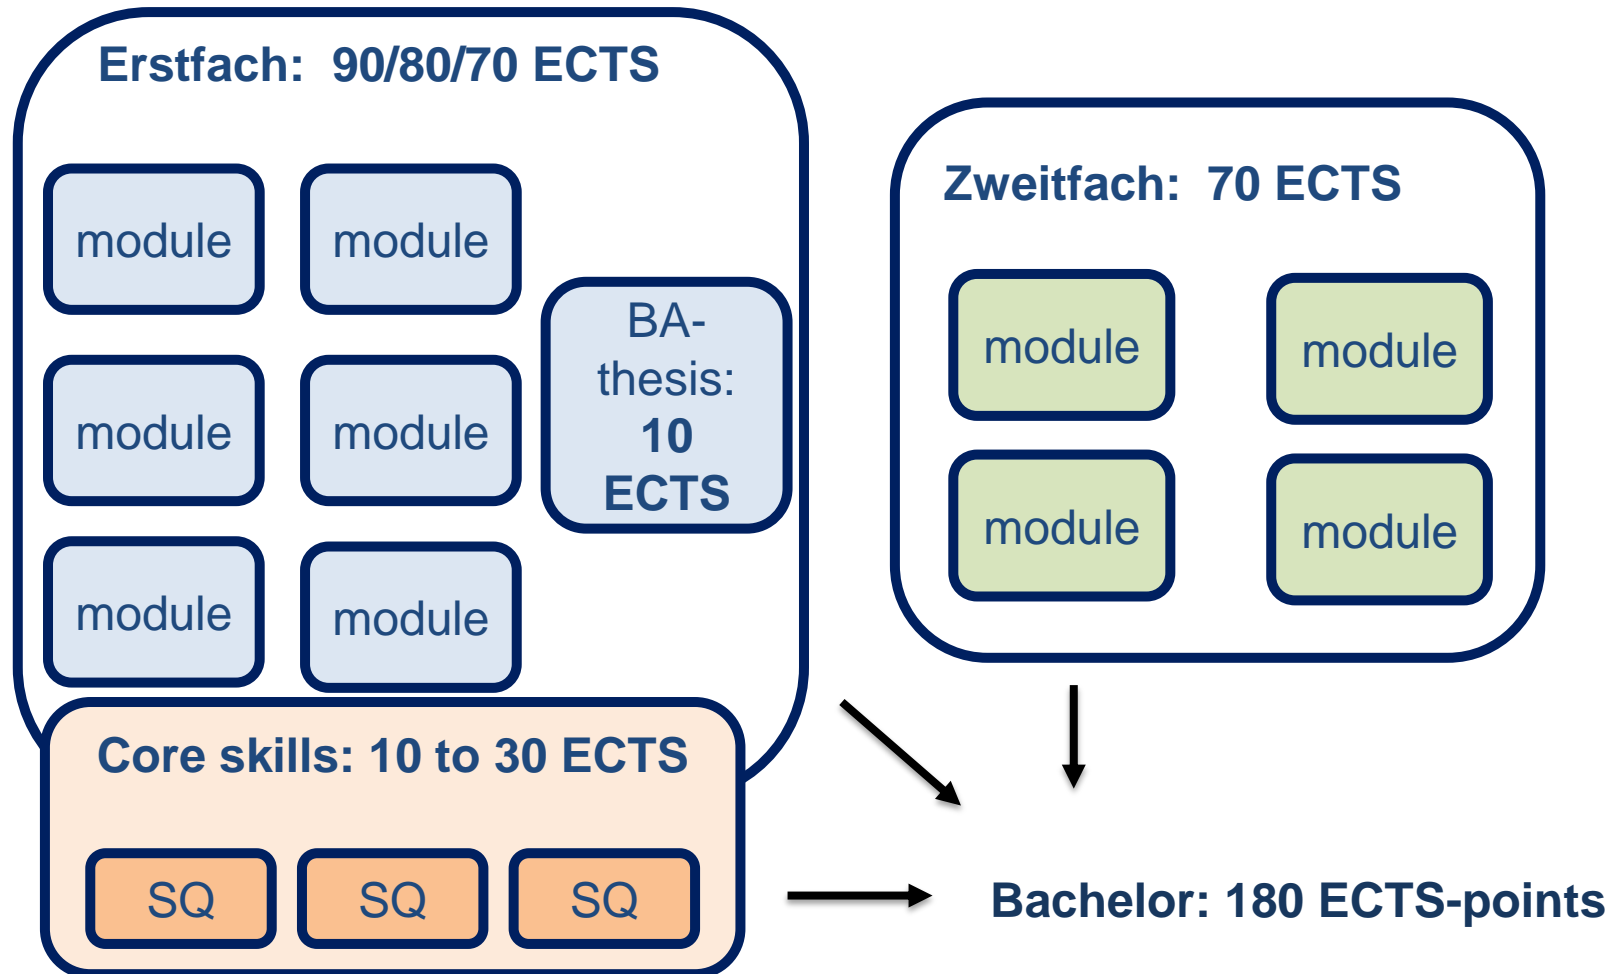 Erstfach: 90/80/70 ECTS
module
module
module
module
module
module
BA-
thesis:
10
ECTS
Core skills: 10 to 30 ECTS
SQ
SQ
SQ
Zweitfach: 70 ECTS
module
module
module
module
Bachelor: 180 ECTS-points